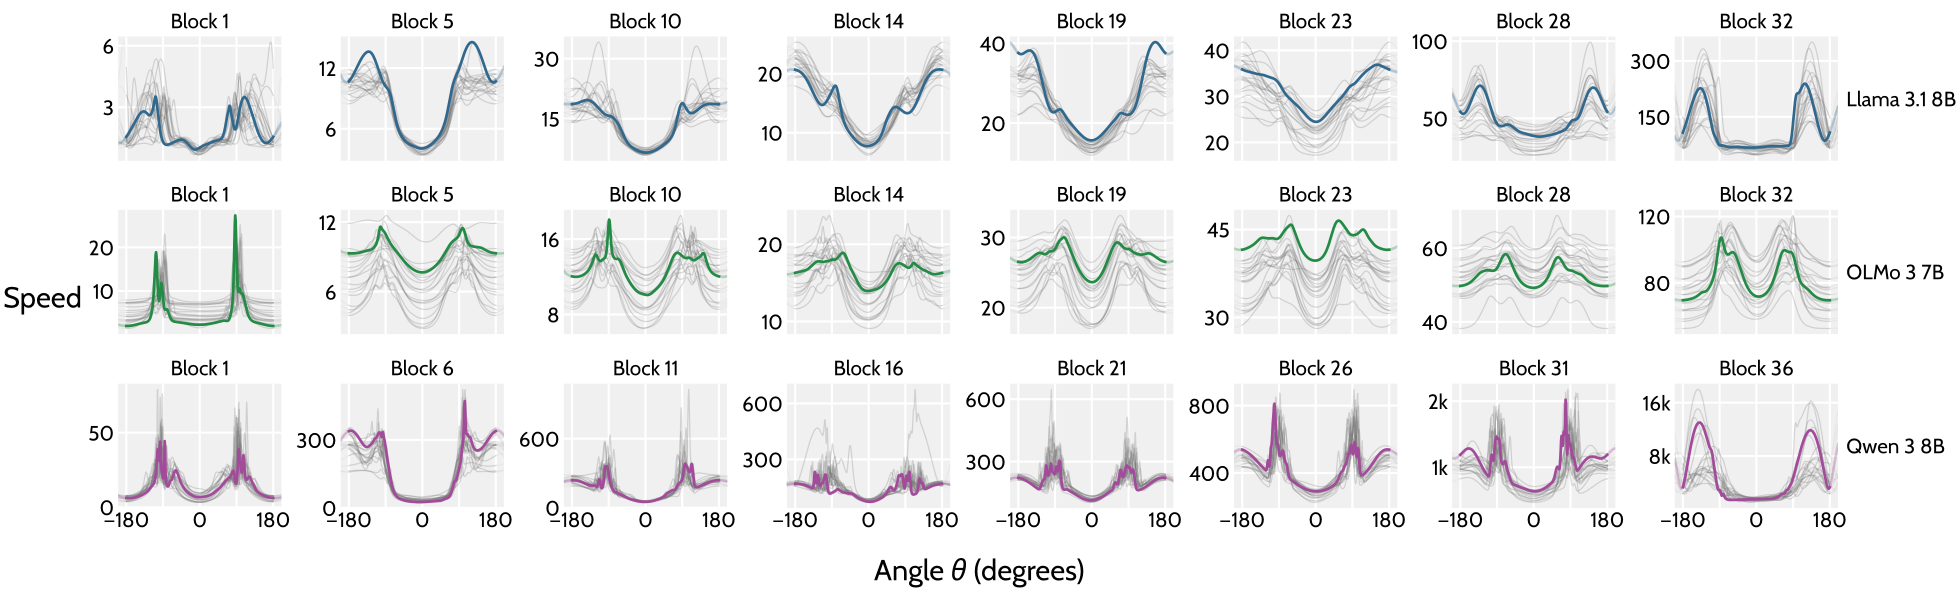 Block 1 Block 5 Block 10 Block 14 Block 19 Block 23 Block 28 Block 32
6 3 12 6 30 15 20 10 40 20 40 30 20 100 50 300 150 Llama 3.1 8B
Block 1 Block 5 Block 10 Block 14 Block 19 Block 23 Block 28 Block 32
20 10 12 6 16 8 20 10 30 20 45 30 60 40 120 80 OLMo 3 7B
Speed
Block 1 Block 6 Block 11 Block 16 Block 21 Block 26 Block 31 Block 36
50 0 300 0 600 0 600 300 600 300 800 400 2k 1k 16k 8k Qwen 3 8B
−180 0 180 −180 0 180 −180 0 180 −180 0 180 −180 0 180 −180 0 180 −180 0 180 −180 0 180
Angle θ (degrees)